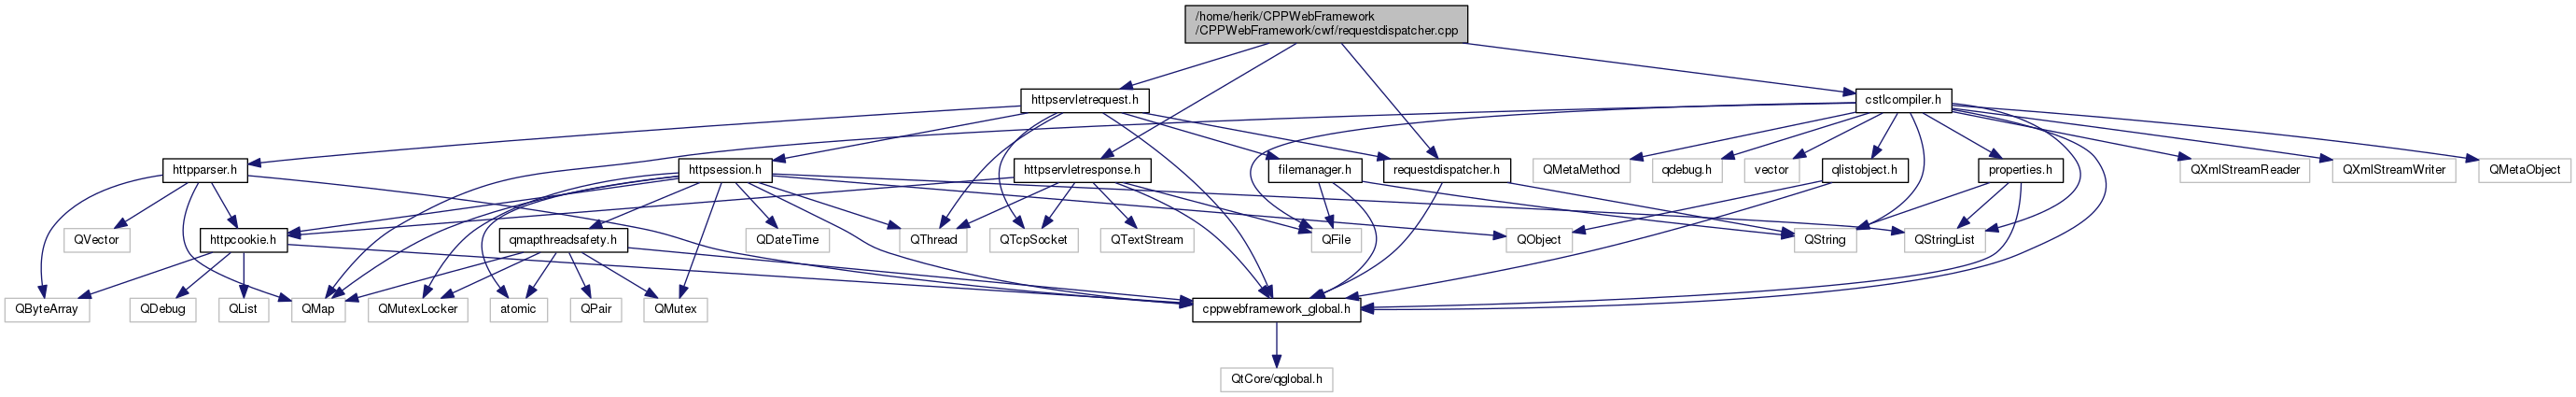 /home/herik/CPPWebFramework
/CPPWebFramework/cwf/requestdispatcher.cpp
httpservletrequest.h
cstlcompiler.h
httpparser.h
httpsession.h
httpservletresponse.h
filemanager.h
requestdispatcher.h
QMetaMethod
qdebug.h
vector
qlistobject.h
properties.h
QXmlStreamReader
QXmlStreamWriter
QMetaObject
QVector
httpcookie.h
qmapthreadsafety.h
QDateTime
QThread
QTcpSocket
QTextStream
QFile
QObject
QString
QStringList
QByteArray
QDebug
QList
QMap
QMutexLocker
atomic
QPair
QMutex
cppwebframework_global.h
QtCore/qglobal.h